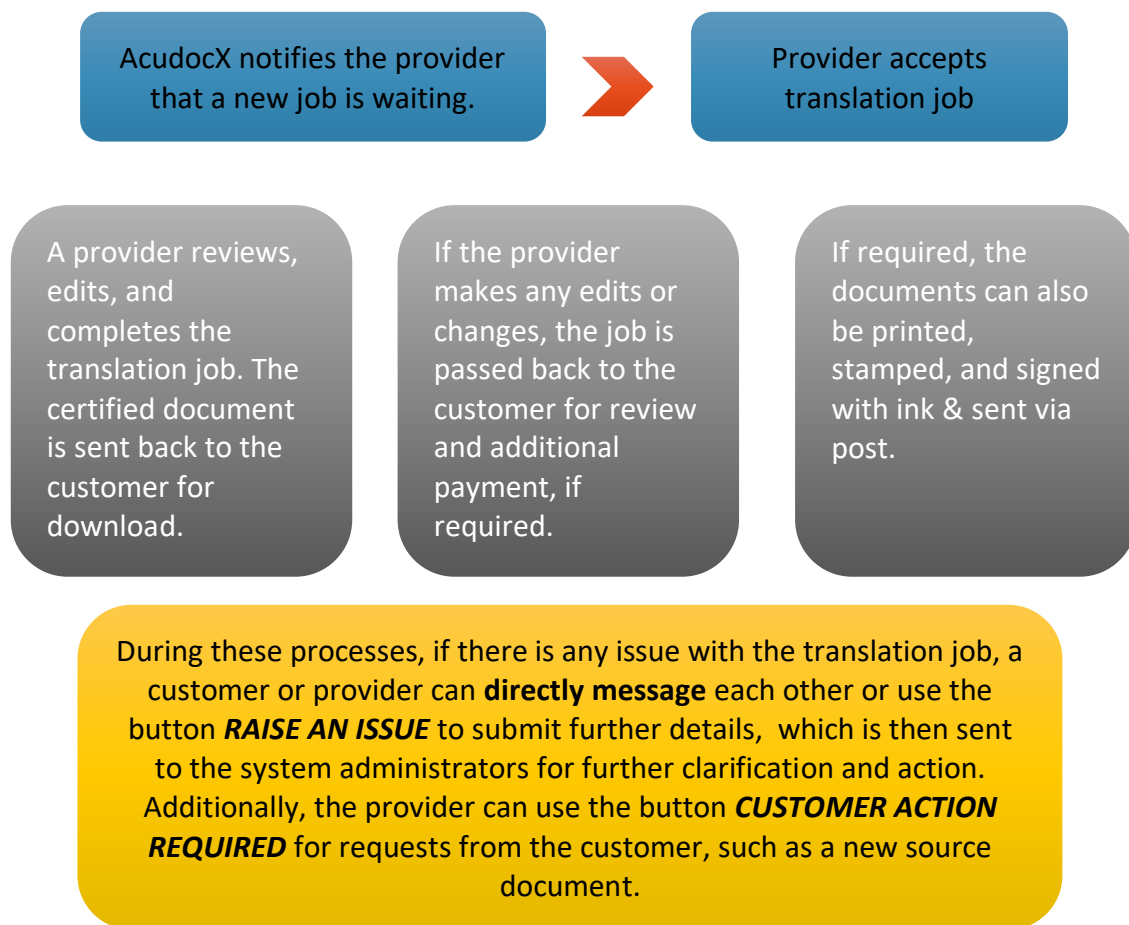 AcudocX notifies the provider
that a new job is waiting.
Provider accepts
translation job
A provider reviews,
edits, and
completes the
translation job. The
certified document
is sent back to the
customer for
download.
If the provider
makes any edits or
changes, the job is
passed back to the
customer for review
and additional
payment, if
required.
If required, the
documents can also
be printed,
stamped, and signed
with ink & sent via
post.
During these processes, if there is any issue with the translation job, a
customer or provider can directly message each other or use the
button RAISE AN ISSUE to submit further details,  which is then sent
to the system administrators for further clarification and action.
Additionally, the provider can use the button CUSTOMER ACTION
REQUIRED for requests from the customer, such as a new source
document.